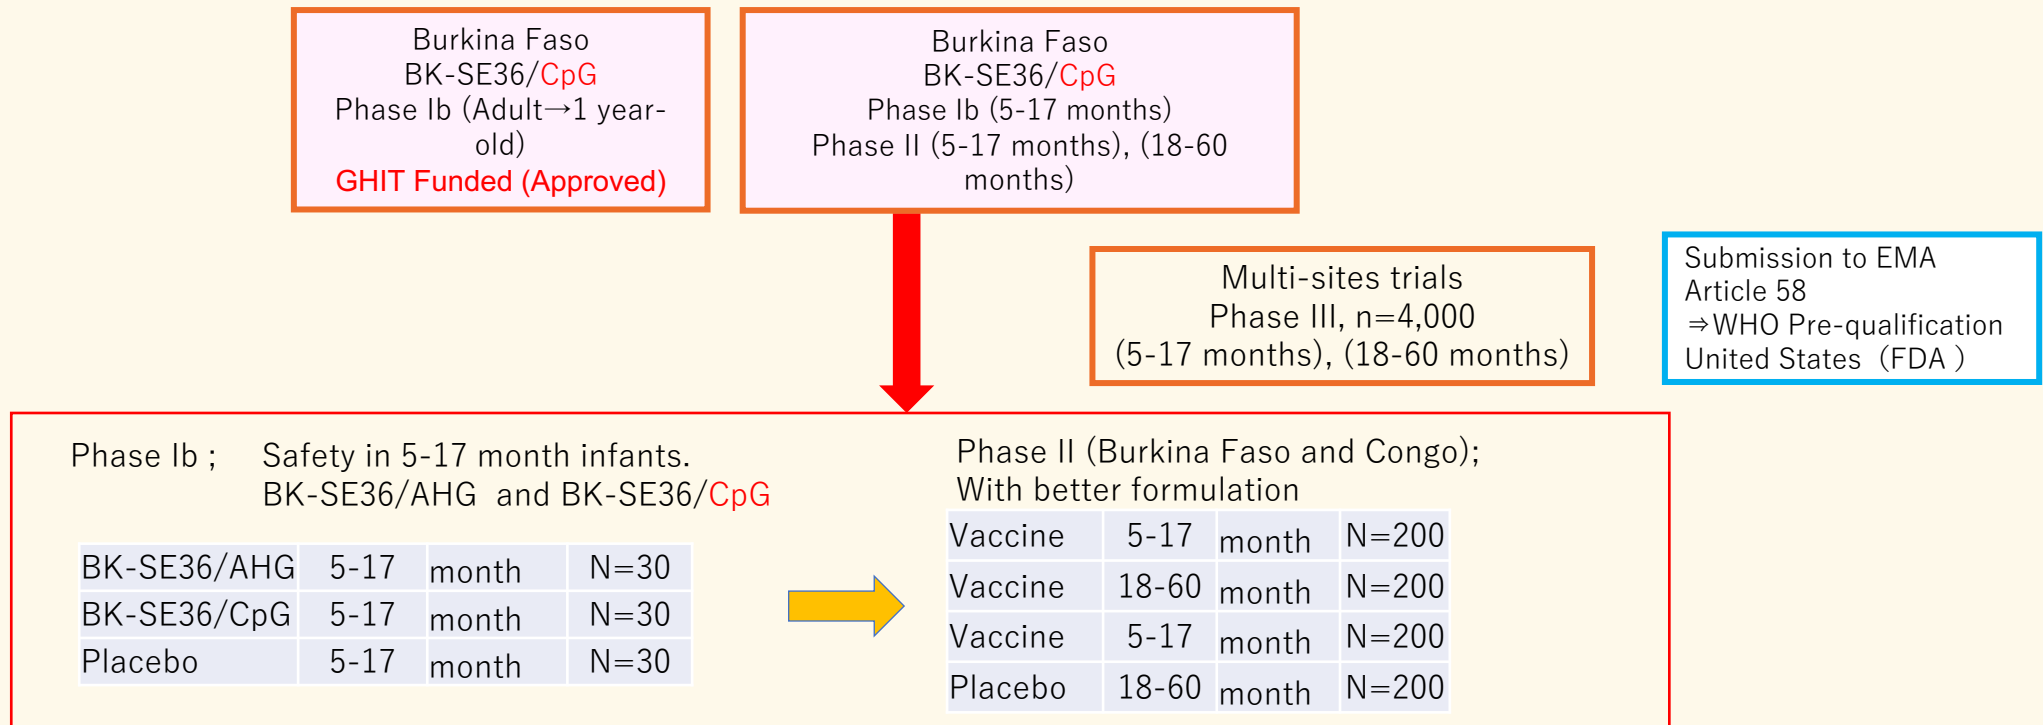 Burkina Faso
BK-SE36/CpG
Phase Ib (Adult→1 year-
old)
GHIT Funded (Approved)
Burkina Faso
BK-SE36/CpG
Phase Ib (5-17 months)
Phase II (5-17 months), (18-60
months)
Multi-sites trials
Phase III, n=4,000
(5-17 months), (18-60 months)
Submission to EMA
Article 58
⇒WHO Pre-qualification
United States（FDA）
Phase Ib ; Safety in 5-17 month infants.
BK-SE36/AHG and BK-SE36/CpG
BK-SE36/AHG 5-17 month N=30
BK-SE36/CpG 5-17 month N=30
Placebo 5-17 month N=30
Phase II (Burkina Faso and Congo);
With better formulation
Vaccine 5-17 month N=200
Vaccine 18-60 month N=200
Vaccine 5-17 month N=200
Placebo 18-60 month N=200